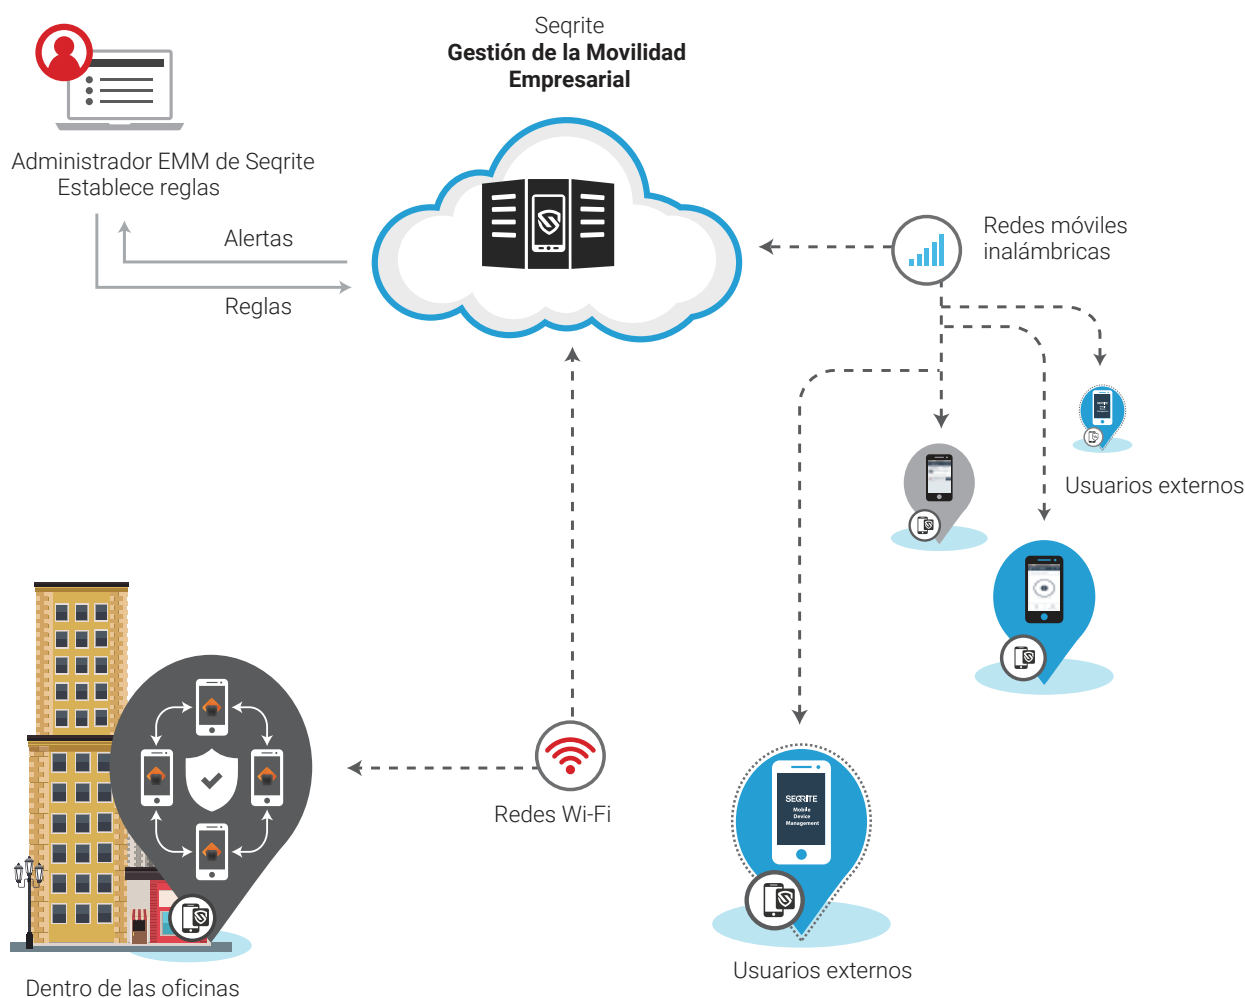 Seqrite
Gestión de la Movilidad
Empresarial
Administrador EMM de Seqrite
Establece reglas
Alertas
Reglas
Redes móviles
inalámbricas
Usuarios externos
Redes Wi-Fi
SEQRITE
Mobile
Device
Management
Usuarios externos
Dentro de las oficinas